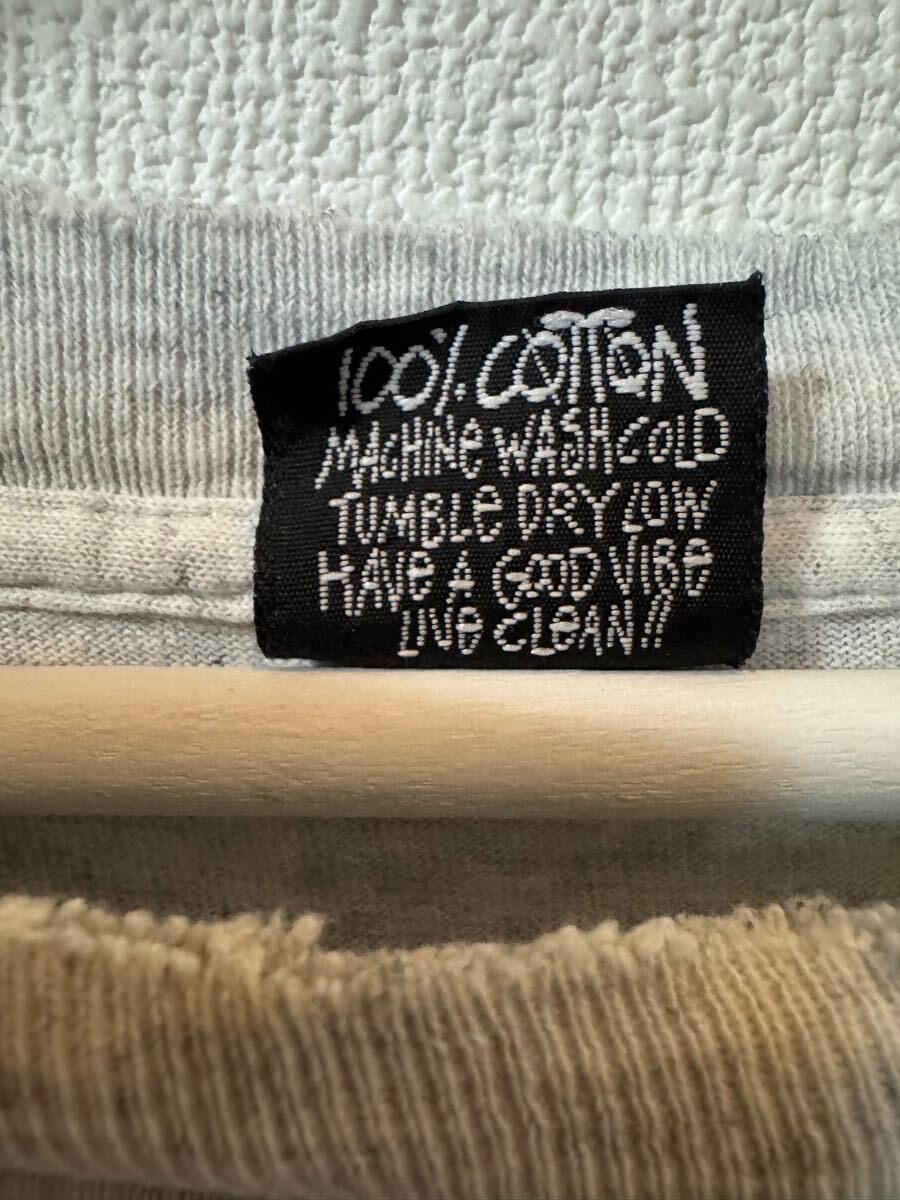 100% COTTON
MACHINE WASH COLD
TUMBLE DRY LOW
HAVE A GOOD VIBE
LIVE CLEAN!!